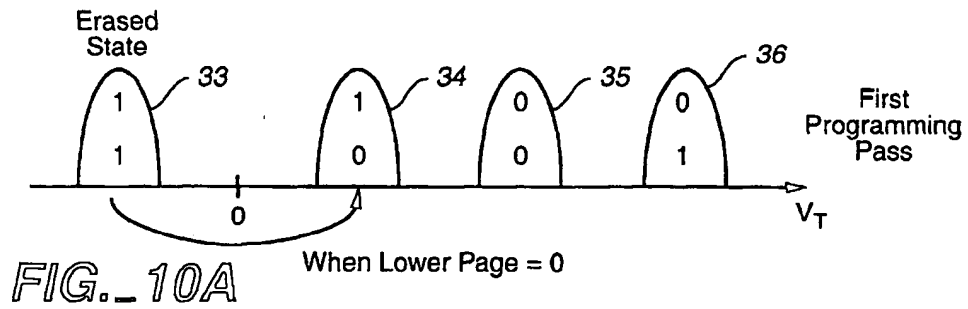 Erased
State
33
34
35
36
1
1
0
0
1
0
0
1
First
Programming
Pass
0
V_T
When Lower Page = 0
FIG._10A